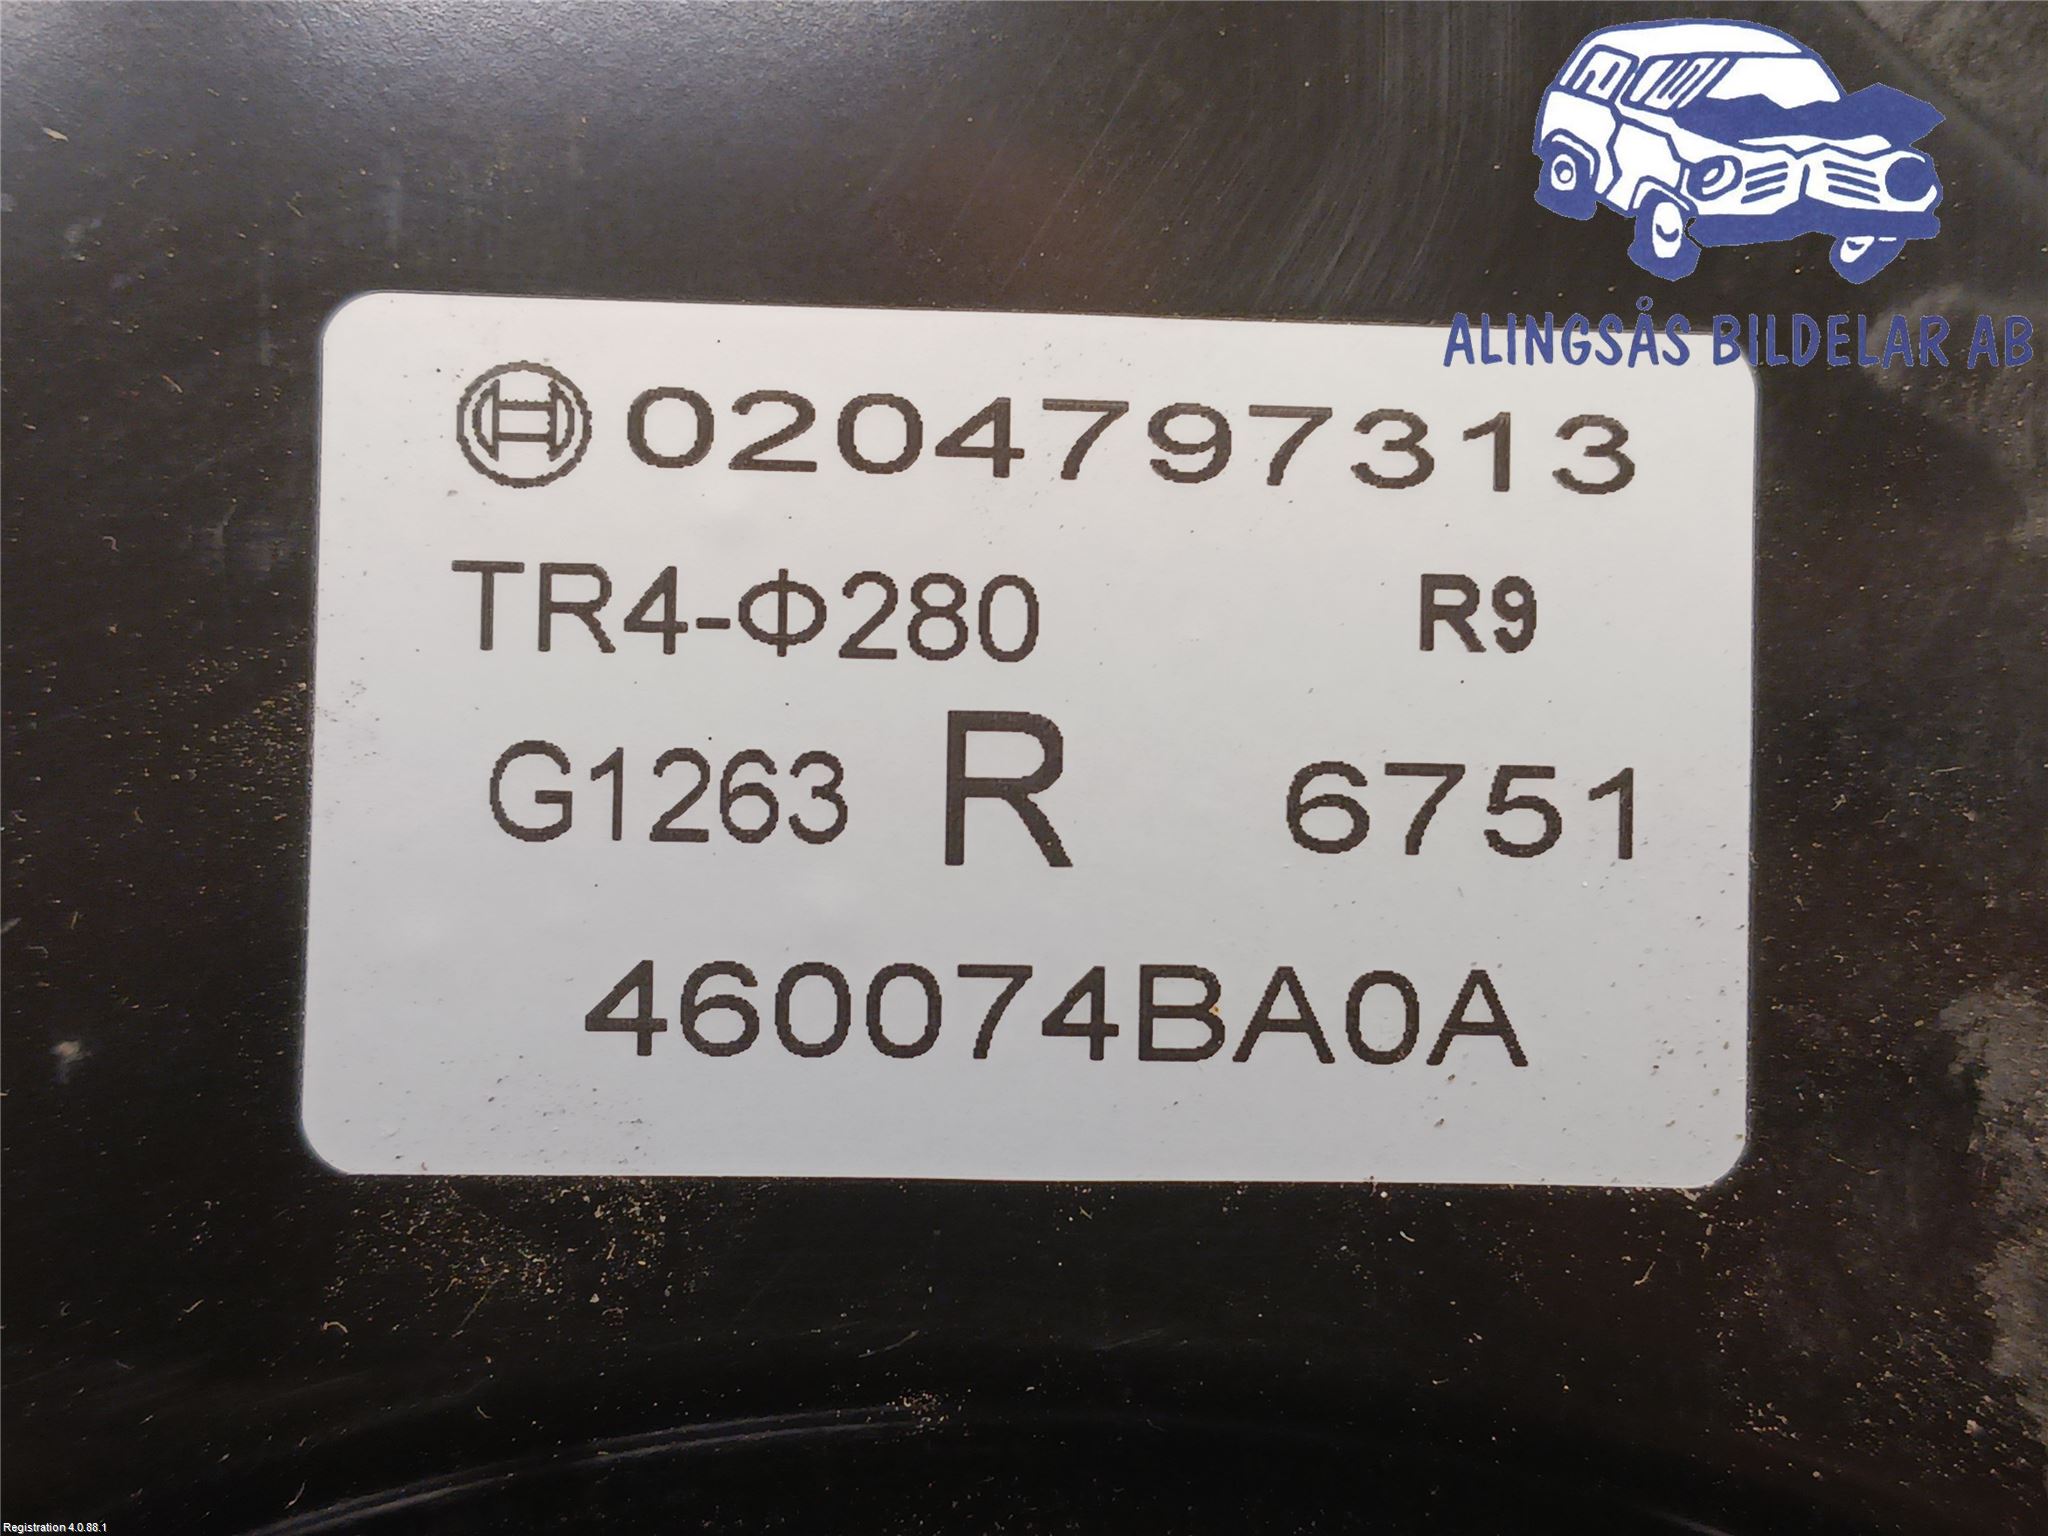 ALINGSÅS BILDELAR AB
0204797313
TR4-Φ280 R9
G1263 R 6751
460074BA0A
Registration 4.0.88.1